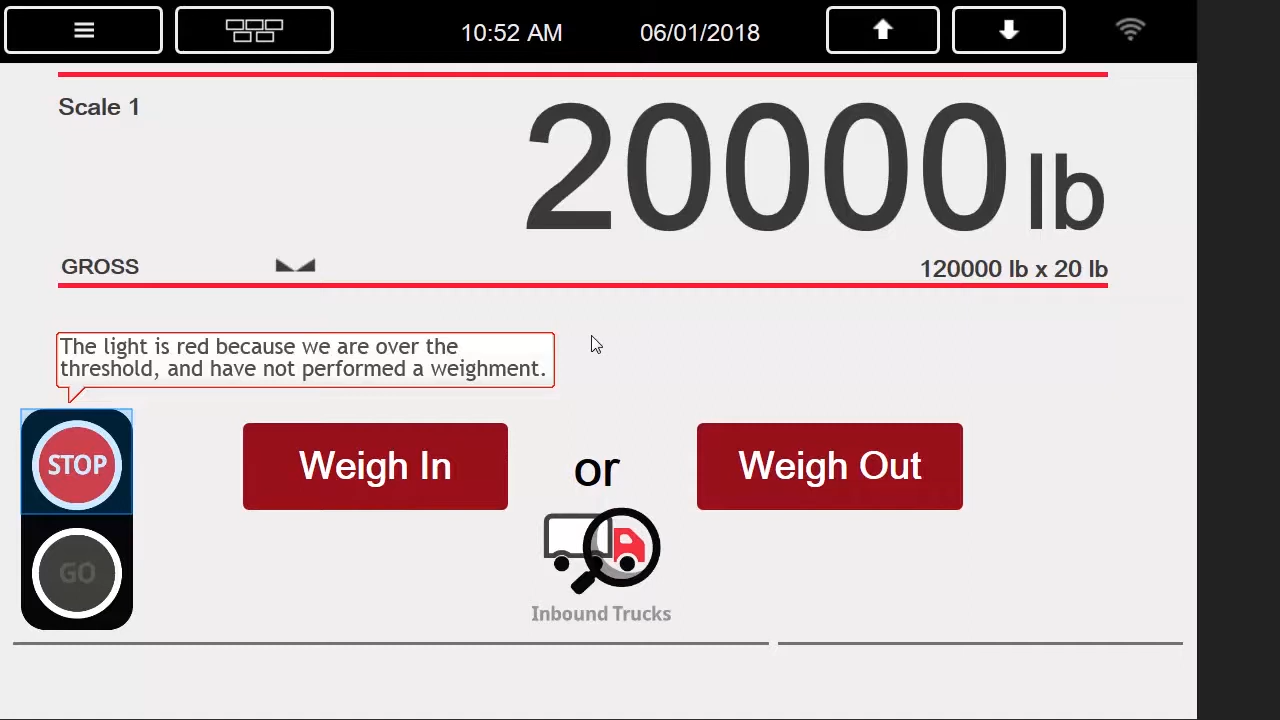 10:52 AM 06/01/2018
Scale 1
20000 lb
GROSS
120000 lb x 20 lb
The light is red because we are over the
threshold, and have not performed a weighment.
STOP
Weigh In or Weigh Out
GO
Inbound Trucks